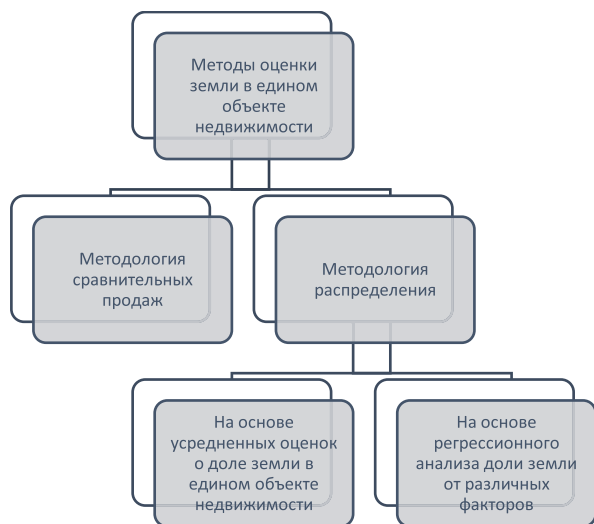 Методы оценки
земли в едином
объекте
недвижимости
Методология
сравнительных
продаж
Методология
распределения
На основе
усредненных оценок
о доле земли в
едином объекте
недвижимости
На основе
регрессионного
анализа доли земли
от различных
факторов